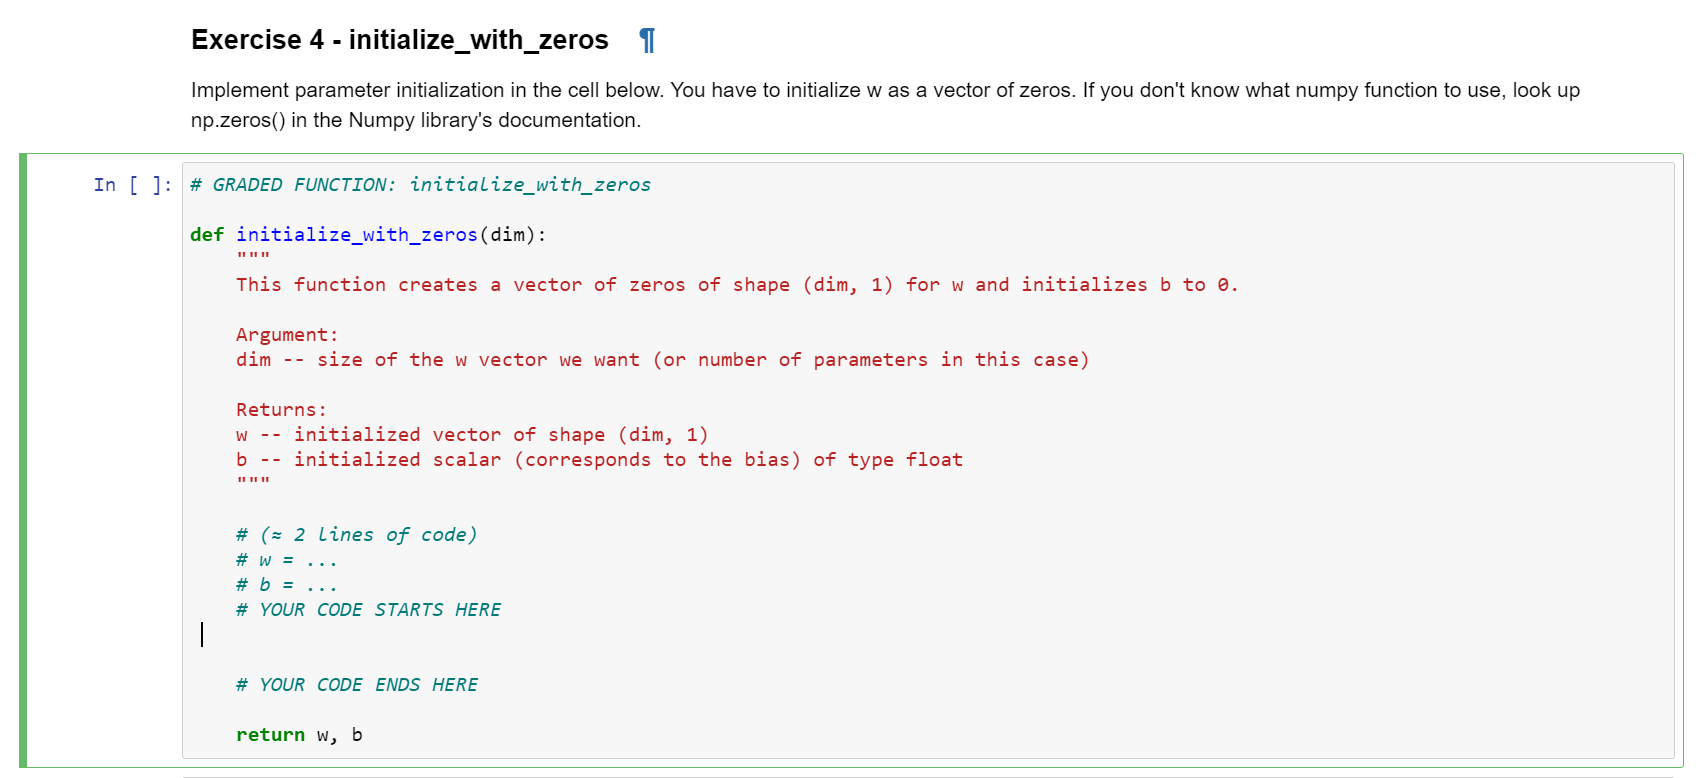 Exercise 4 - initialize_with_zeros ¶
Implement parameter initialization in the cell below. You have to initialize w as a vector of zeros. If you don't know what numpy function to use, look up
np.zeros() in the Numpy library's documentation.
In [ ]: # GRADED FUNCTION: initialize_with_zeros
def initialize_with_zeros(dim):
"""
This function creates a vector of zeros of shape (dim, 1) for w and initializes b to 0.
Argument:
dim -- size of the w vector we want (or number of parameters in this case)
Returns:
w -- initialized vector of shape (dim, 1)
b -- initialized scalar (corresponds to the bias) of type float
"""
# (≈ 2 lines of code)
# w = ...
# b = ...
# YOUR CODE STARTS HERE
# YOUR CODE ENDS HERE
return w, b